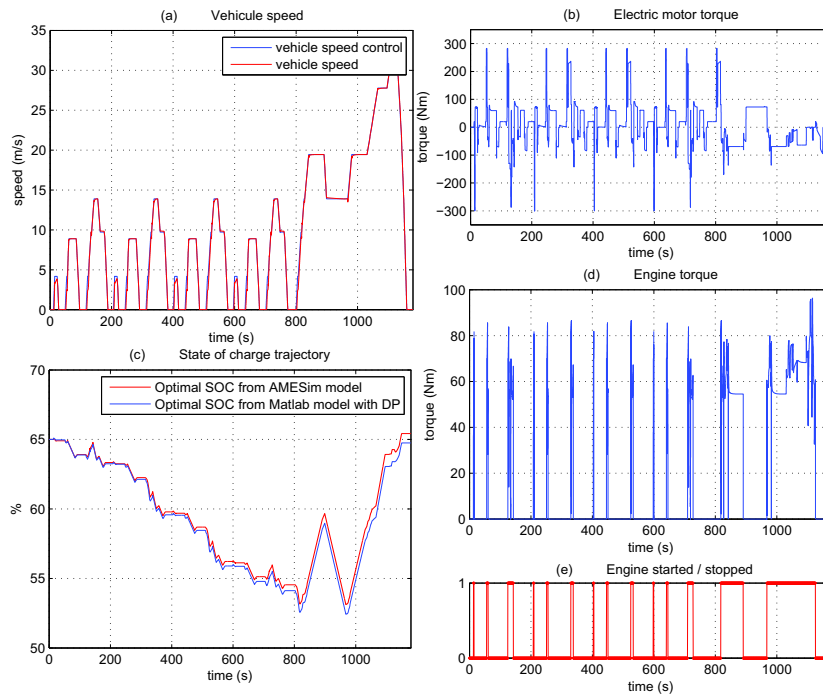 (a) Vehicule speed
35
30
25
20
15
10
5
0
speed (m/s)
vehicle speed control
vehicle speed
0 200 400 600 800 1000
time (s)
(b) Electric motor torque
300
200
100
0
−100
−200
−300
torque (Nm)
0 200 400 600 800 1000
time (s)
(c) State of charge trajectory
70
65
60
55
50
%
Optimal SOC from AMESim model
Optimal SOC from Matlab model with DP
0 200 400 600 800 1000
time (s)
(d) Engine torque
100
80
60
40
20
0
torque (Nm)
0 200 400 600 800 1000
time (s)
(e) Engine started / stopped
1
0
0 200 400 600 800 1000
time (s)